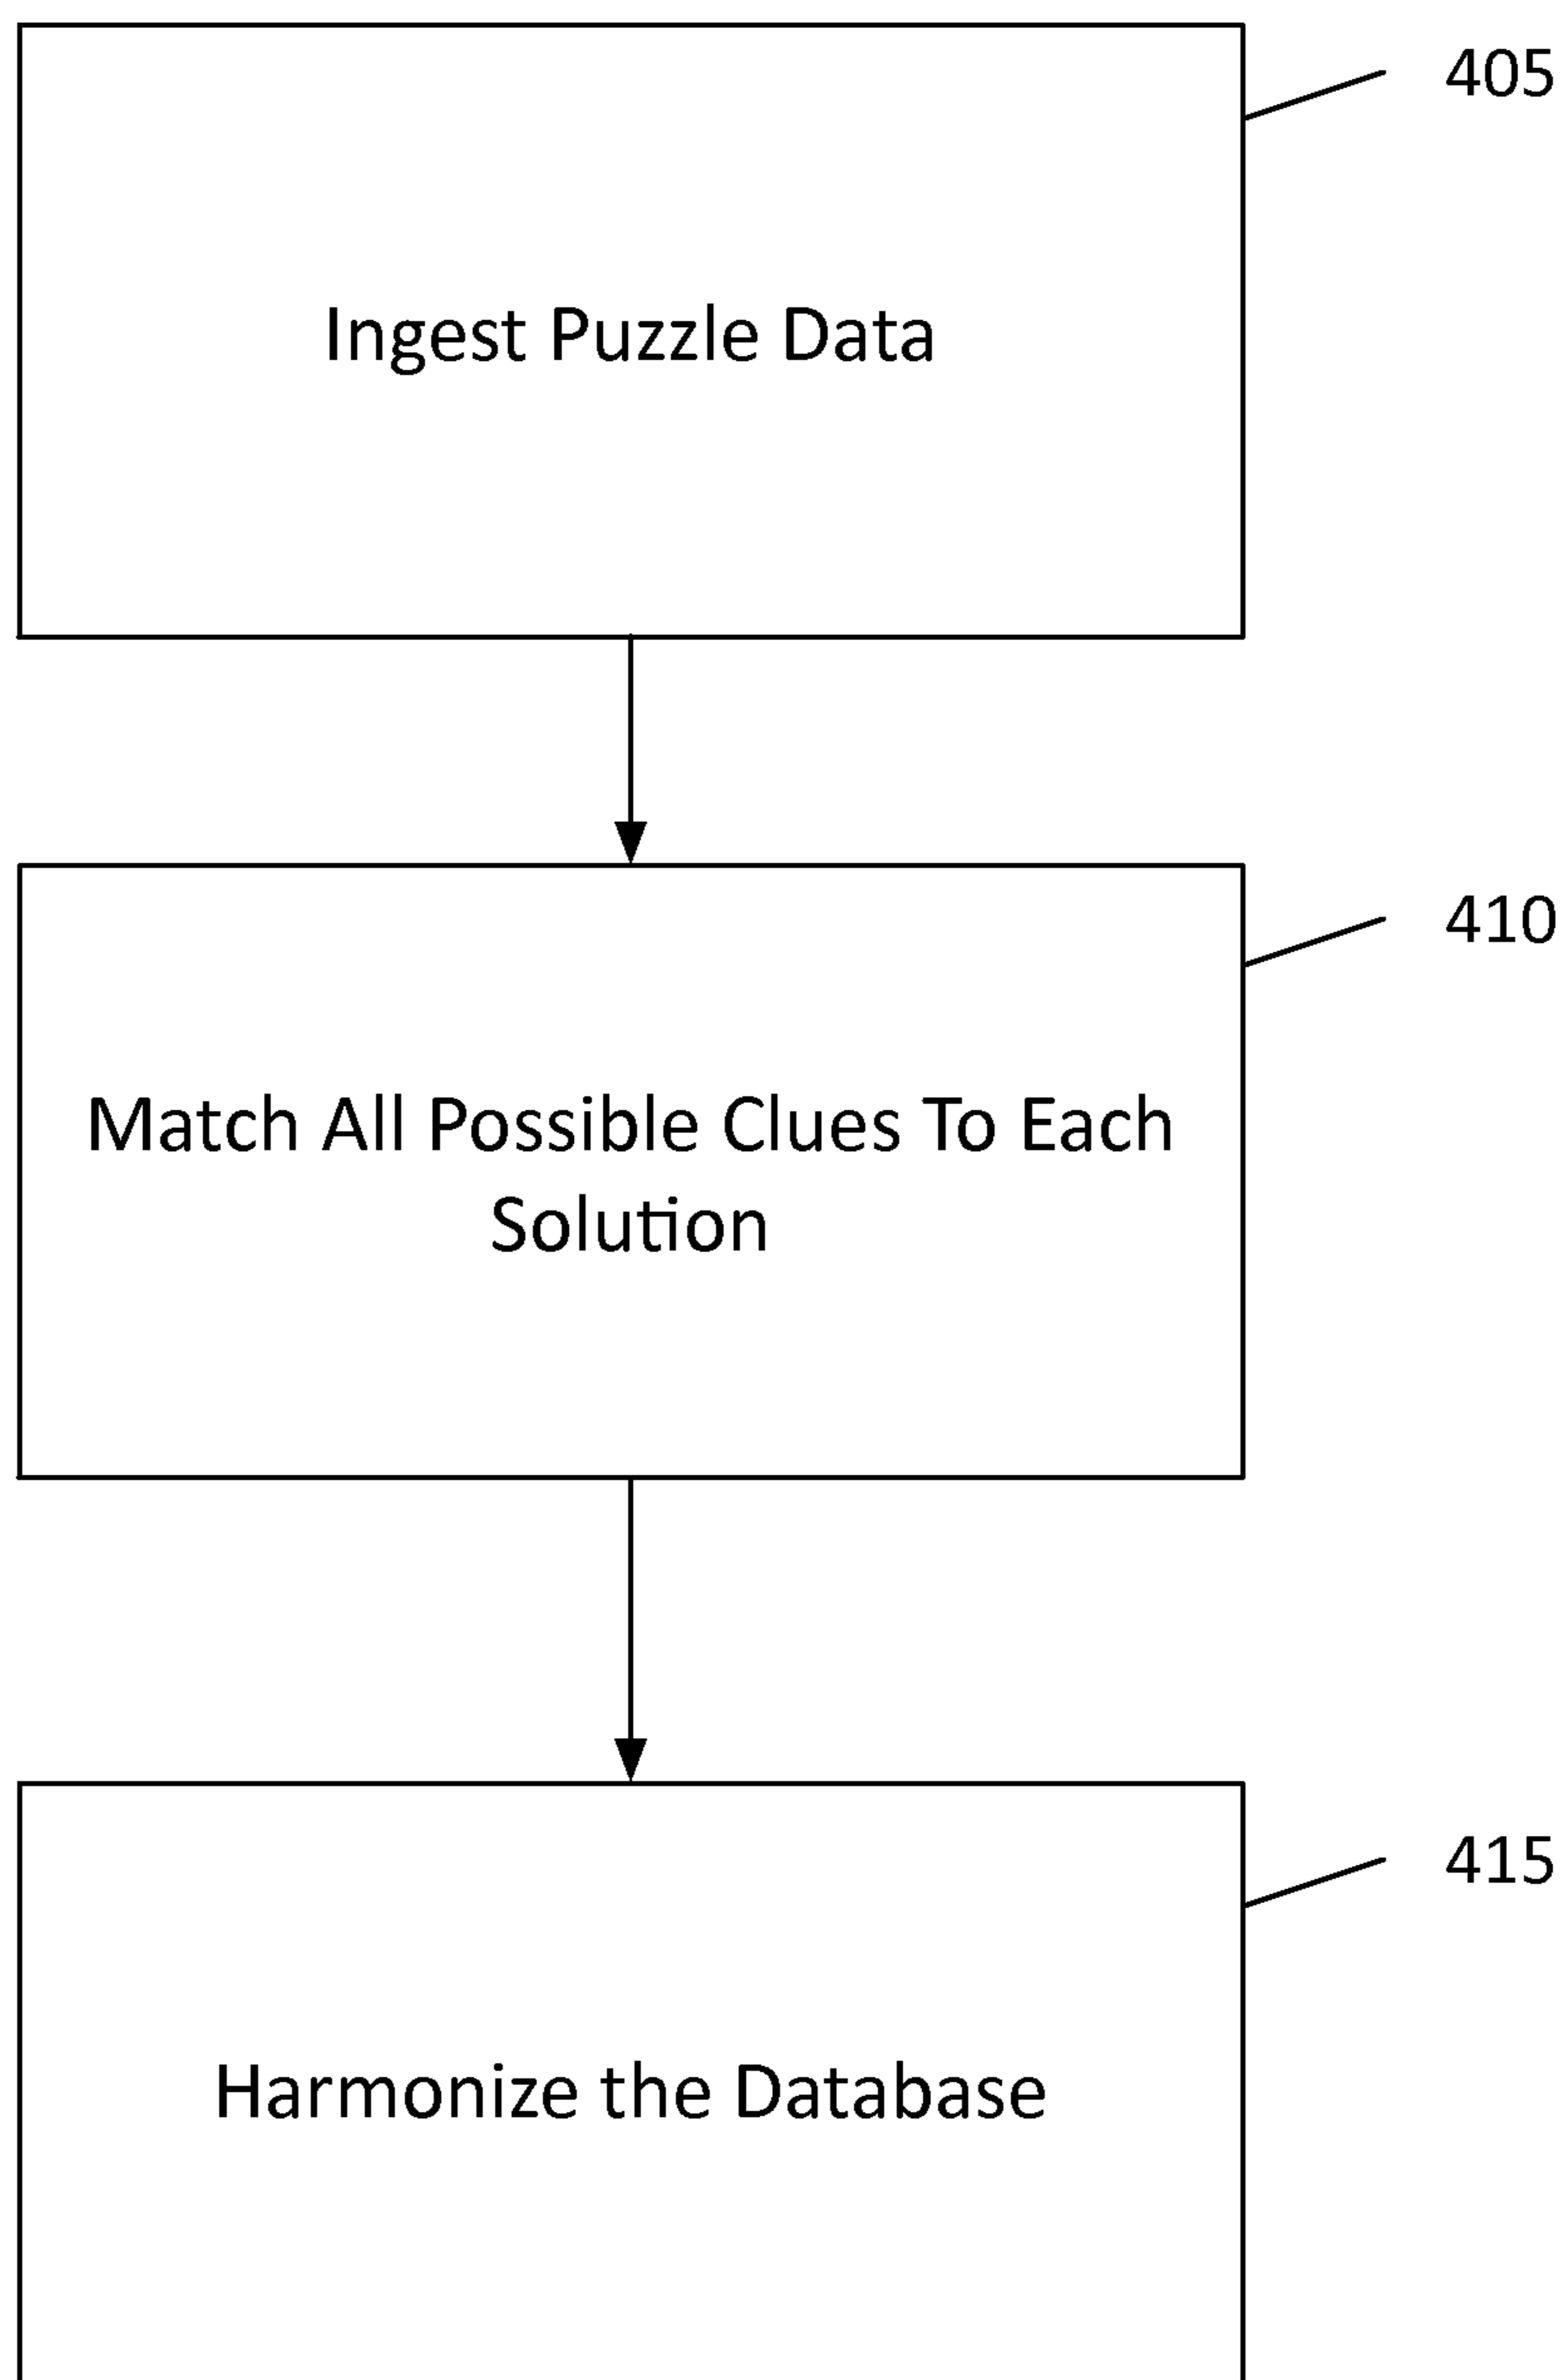 405
Ingest Puzzle Data
410
Match All Possible Clues To Each
Solution
415
Harmonize the Database